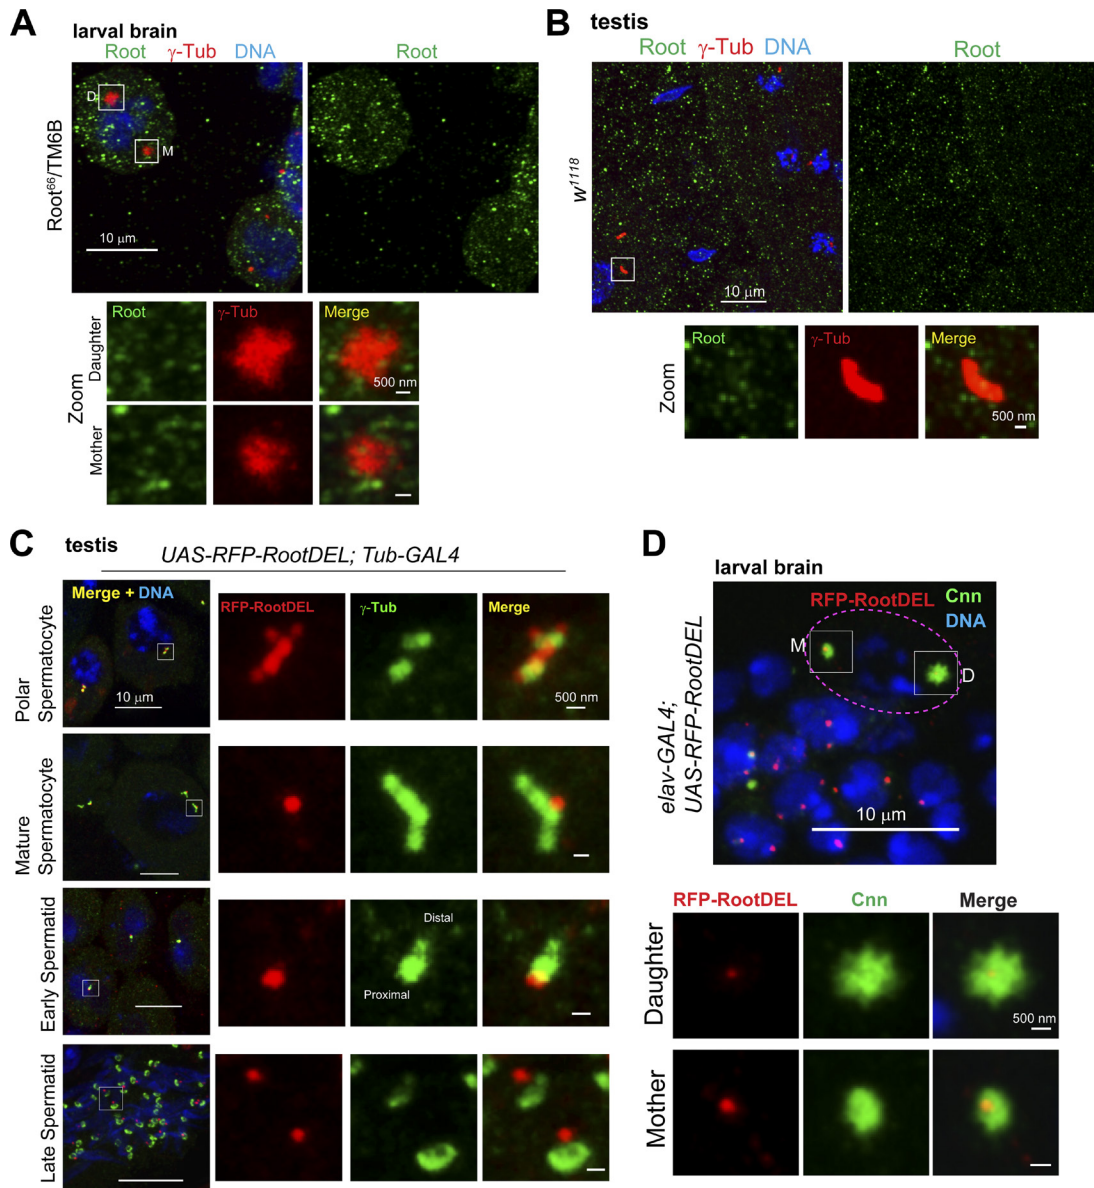 A
larval brain
Root γ-Tub DNA
Root
Root⁶⁶/TM6B
D
M
10 μm
Zoom
Daughter
Root
γ-Tub
Merge
500 nm
Mother
B
testis
Root γ-Tub DNA
Root
w¹¹¹⁸
10 μm
Zoom
Root
γ-Tub
Merge
500 nm
C
testis
UAS-RFP-RootDEL; Tub-GAL4
Merge + DNA
RFP-RootDEL
γ-Tub
Merge
Polar
Spermatocyte
10 μm
500 nm
Mature
Spermatocyte
Early Spermatid
Distal
Proximal
Late Spermatid
D
larval brain
RFP-RootDEL Cnn
DNA
M
D
elav-GAL4;
UAS-RFP-RootDEL
10 μm
RFP-RootDEL
Cnn
Merge
Daughter
500 nm
Mother